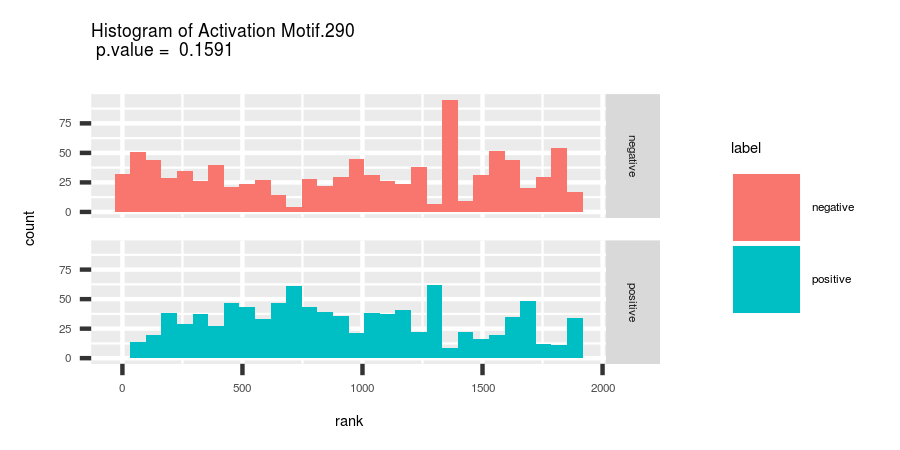 Histogram of Activation Motif.290
p.value = 0.1591
count
75
50
25
0
negative
75
50
25
0
positive
0 500 1000 1500 2000
rank
label
negative
positive